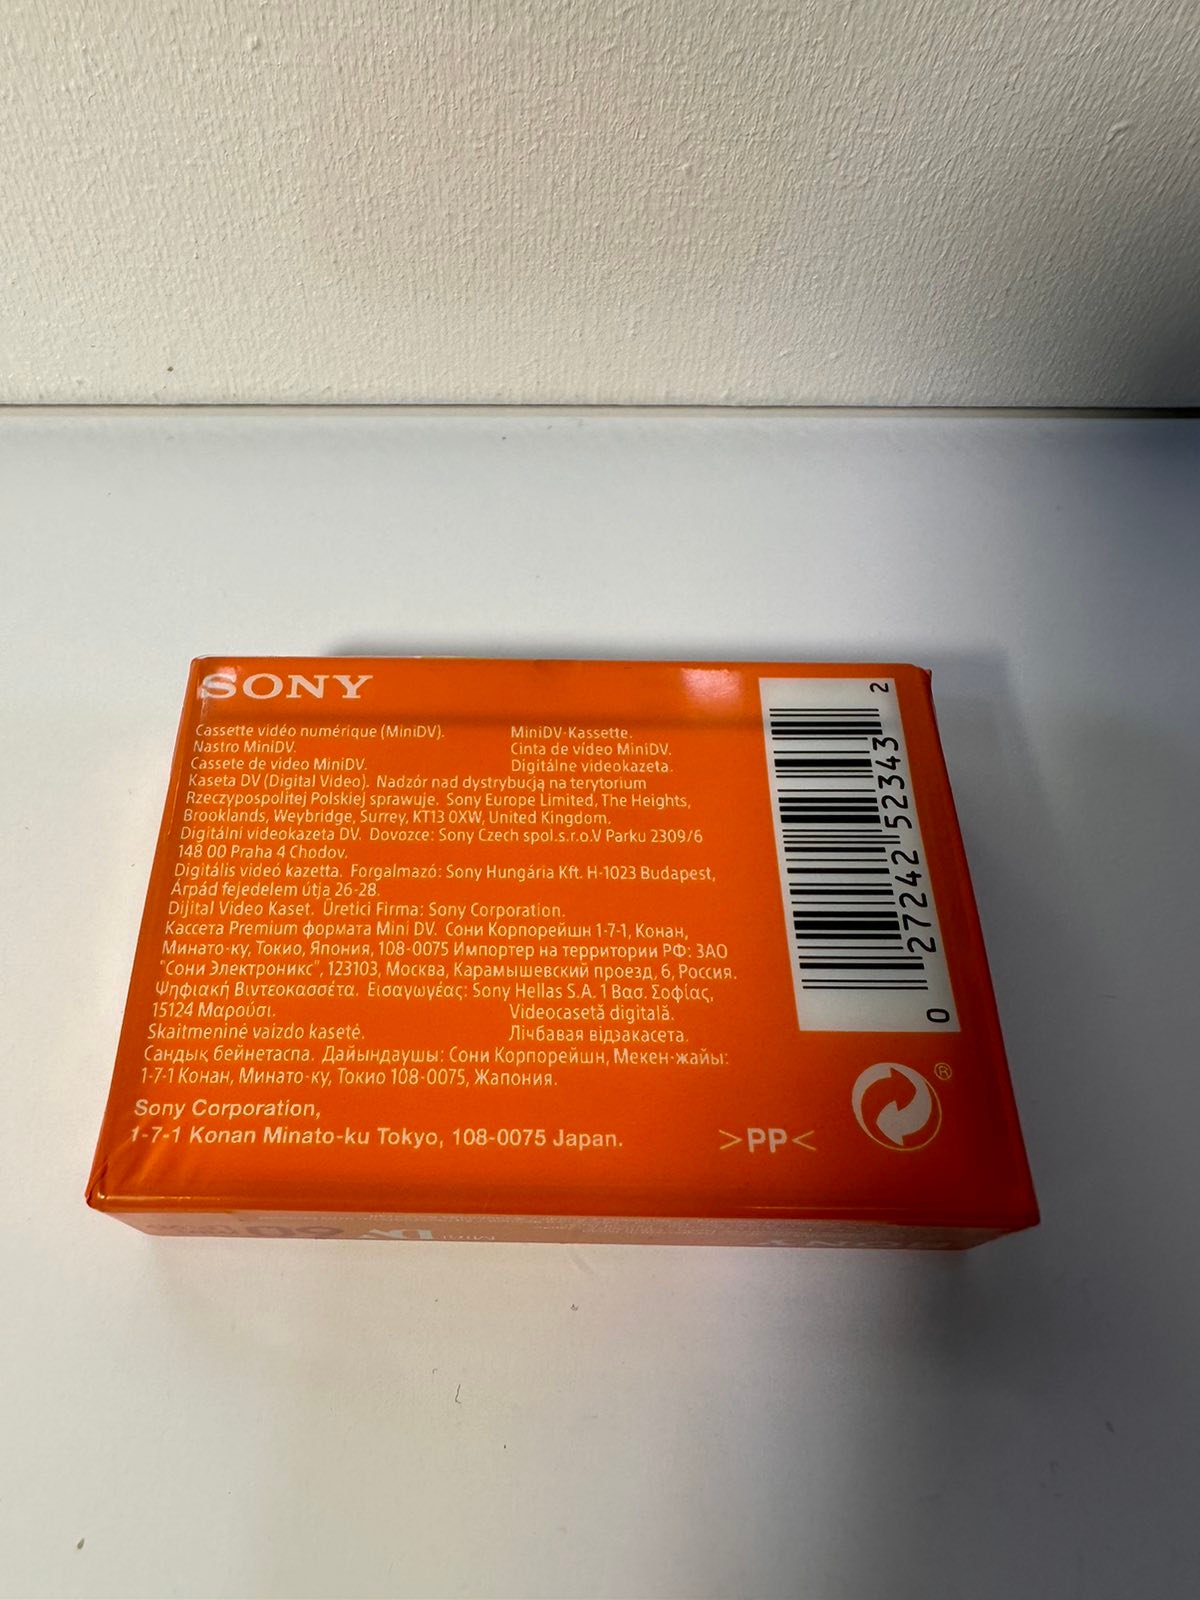 SONY
Cassette vidéo numérique (MiniDV).
MiniDV-Kassette.
Nastro MiniDV.
Cinta de vídeo MiniDV.
Cassete de vídeo MiniDV.
Digitálne videokazeta.
Kaseta DV (Digital Video). Nadzór nad dystrybucją na terytorium
Rzeczypospolitej Polskiej sprawuje. Sony Europe Limited, The Heights,
Brooklands, Weybridge, Surrey, KT13 0XW, United Kingdom.
Digitálni videokazeta DV. Dovozce: Sony Czech spol.s.r.o.V Parku 2309/6
148 00 Praha 4 Chodov.
Digitális videó kazetta. Forgalmazó: Sony Hungária Kft. H-1023 Budapest,
Árpád fejedelem útja 26-28.
Dijital Video Kaset. Üretici Firma: Sony Corporation.
Кассета Premium формата Mini DV. Сони Корпорейшн 1-7-1, Конан,
Минато-ку, Токио, Япония, 108-0075 Импортер на территории РФ: ЗАО
"Сони Электроникс", 123103, Москва, Карамышевский проезд, 6, Россия.
Ψηφιακή Βιντεοκασσέτα. Εισαγωγέας: Sony Hellas S.A. 1 Βασ. Σοφίας,
15124 Μαρούσι.
Videocasetă digitală.
Skaitmeninė vaizdo kasetė.
Лічбавая відэакасета.
Сандық бейнетаспа. Дайындаушы: Сони Корпорейшн, Мекен-жайы:
1-7-1 Конан, Минато-ку, Токио 108-0075, Жапония.
Sony Corporation,
1-7-1 Konan Minato-ku Tokyo, 108-0075 Japan.
>PP<
®
0 27242 52343 2
SONY
Mini DV
60